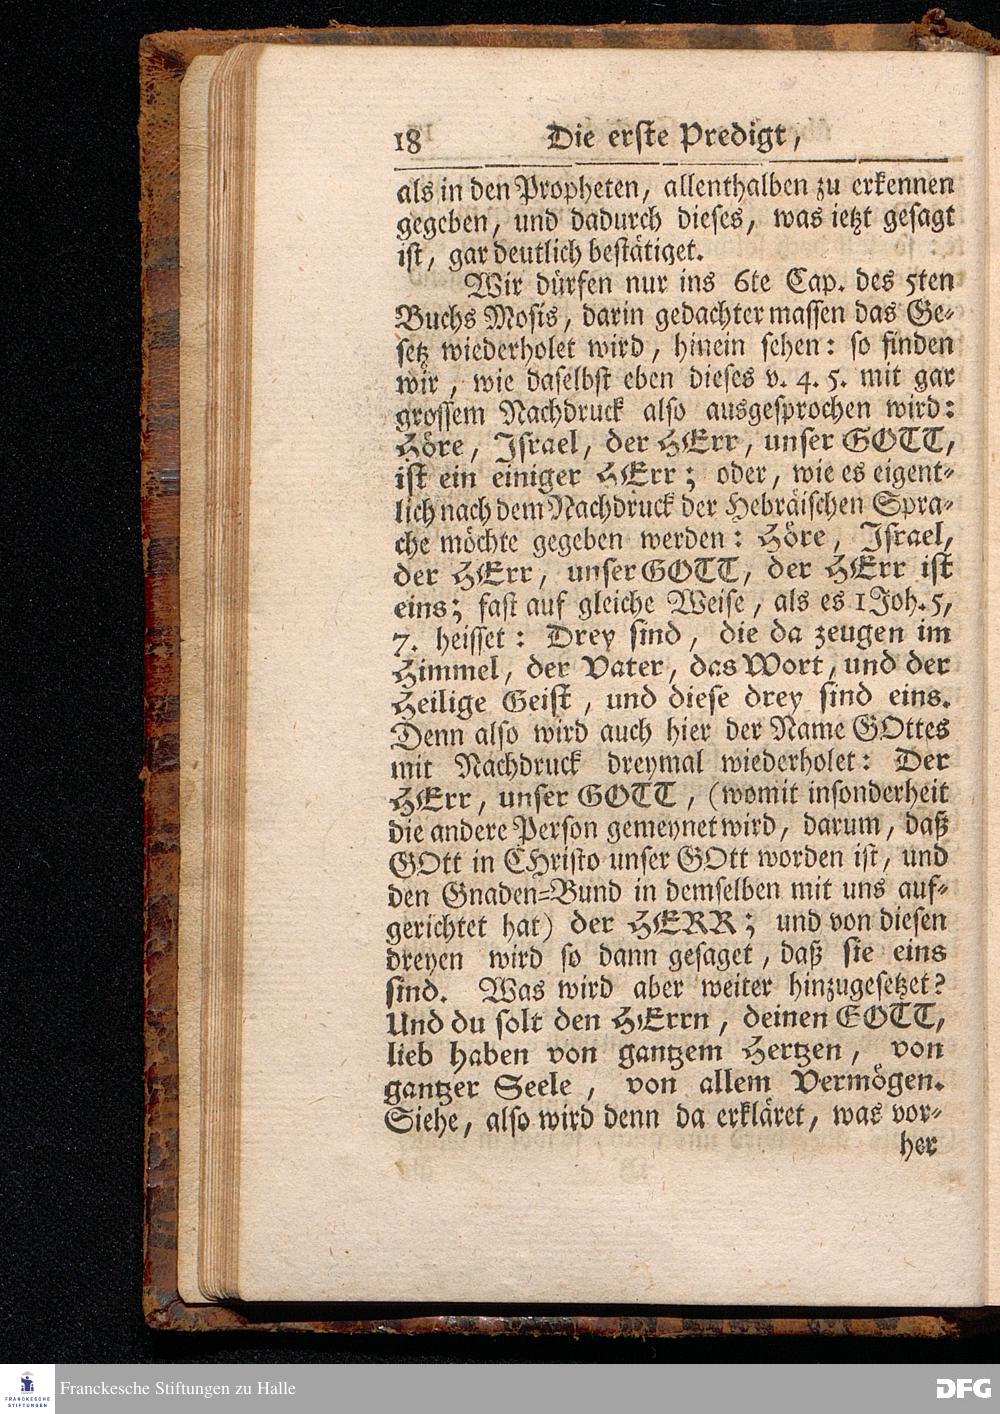 18 Die erste Predigt,
als in den Propheten, allenthalben zu erkennen
gegeben, und dadurch dieses, was ietzt gesagt
ist, gar deutlich bestätiget.
Wir dürfen nur ins 6te Cap. des 5ten
Buchs Mosis, darin gedachter massen das Ge-
setz wiederholet wird, hinein sehen: so finden
wir, wie daselbst eben dieses v. 4. 5. mit gar
grossem Nachdruck also ausgesprochen wird:
Höre, Israel, der HErr, unser GOTT,
ist ein einiger HErr; oder, wie es eigent-
lich nach dem Nachdruck der Hebräischen Spra-
che möchte gegeben werden: Höre, Israel,
der HErr, unser GOTT, der HErr ist
eins; fast auf gleiche Weise, als es 1 Joh. 5,
7. heisset: Drey sind, die da zeugen im
Himmel, der Vater, das Wort, und der
Heilige Geist, und diese drey sind eins.
Denn also wird auch hier der Name GOttes
mit Nachdruck dreymal wiederholet: Der
HErr, unser GOTT, (womit insonderheit
die andere Person gemeynet wird, darum, daß
GOtt in CHristo unser GOtt worden ist, und
den Gnaden-Bund in demselben mit uns auf-
gerichtet hat) der HERR; und von diesen
dreyen wird so dann gesaget, daß sie eins
sind. Was wird aber weiter hinzugesetzet?
Und du solt den HErrn, deinen GOTT,
lieb haben von gantzem Hertzen, von
gantzer Seele, von allem Vermögen.
Siehe, also wird denn da erkläret, was vor-
her
FRANCKESCHE
STIFTUNGEN
Franckesche Stiftungen zu Halle
DFG